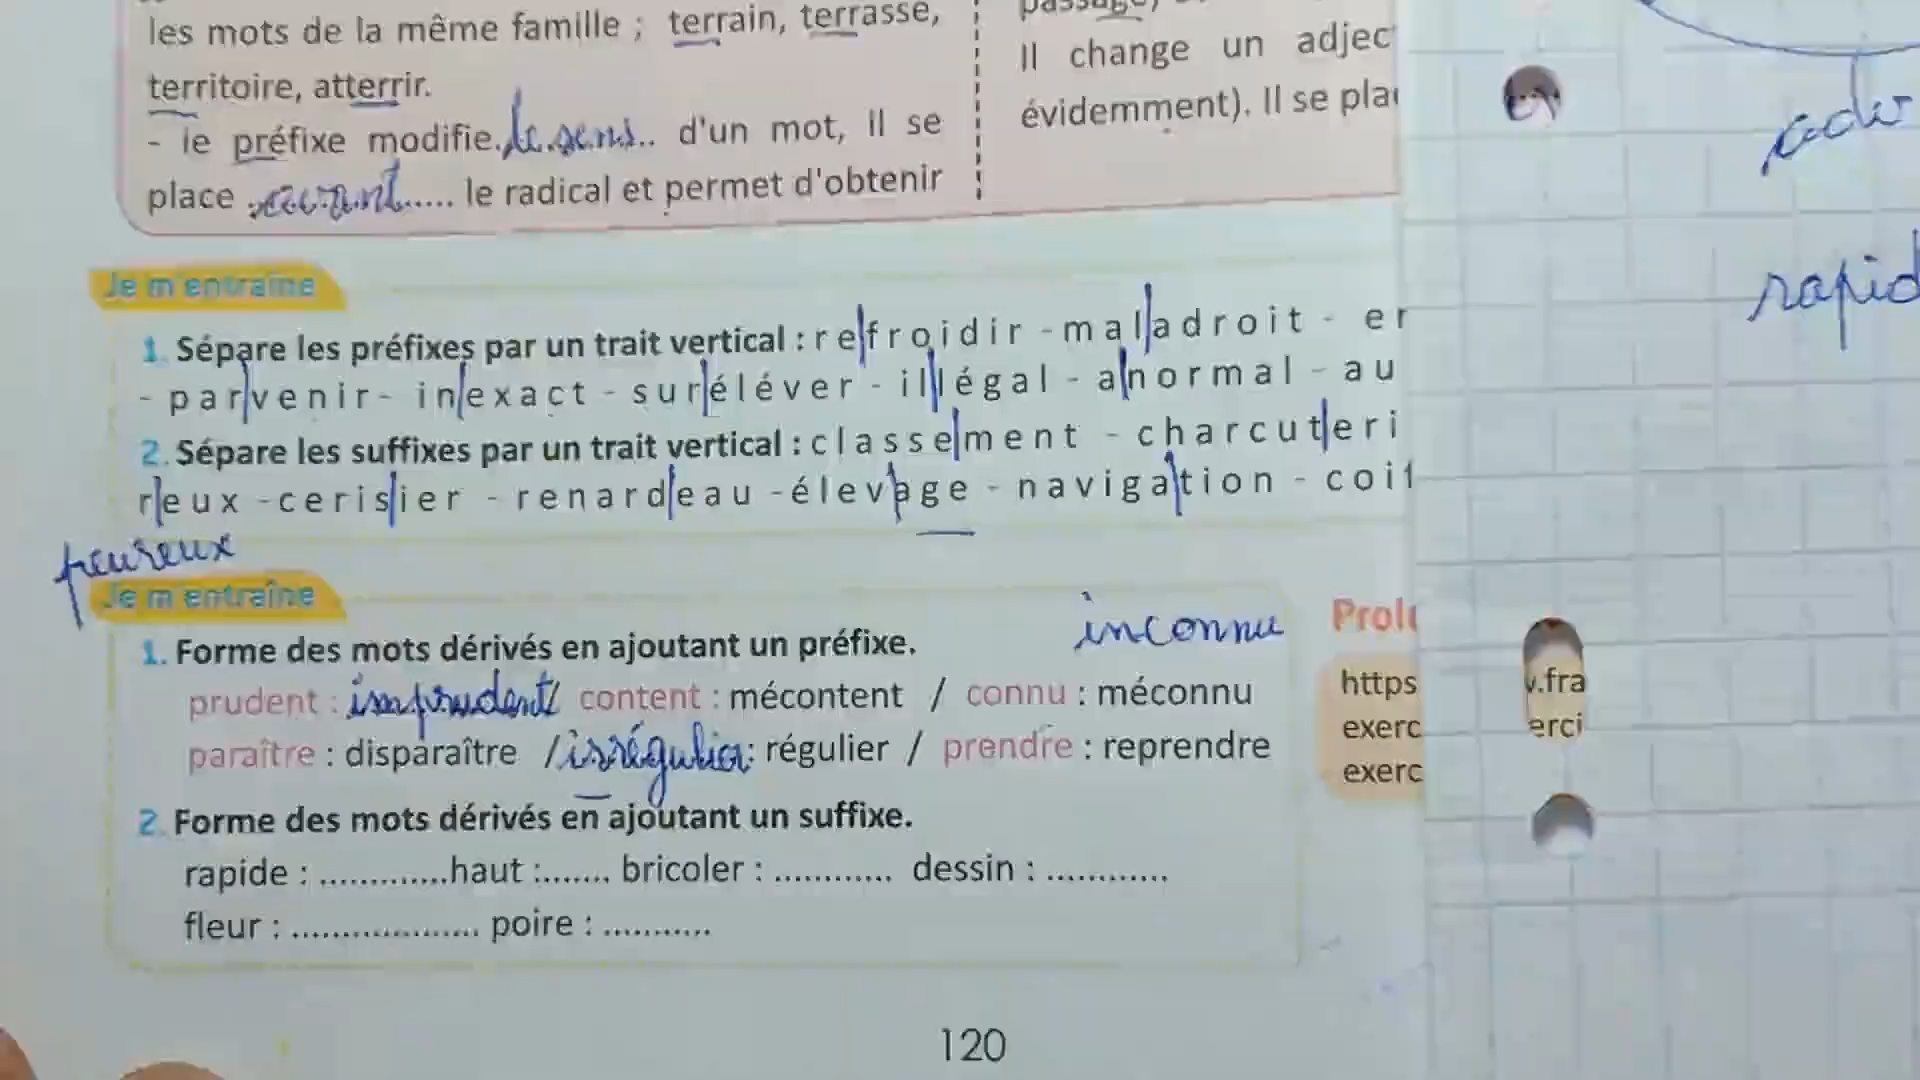 les mots de la même famille ; terrain, terrasse,
territoire, atterrir.
- le préfixe modifie.le sens.. d'un mot, il se
place .avant..... le radical et permet d'obtenir
Il change un adjec
évidemment). Il se pla
rapid
Je m'entraîne
1. Sépare les préfixes par un trait vertical : re|froidir - mal|adroit - er
- par|venir- in|exact - sur|éléver - il|légal - a|normal - au
2. Sépare les suffixes par un trait vertical : classe|ment - charcut|eri
r|eux -ceris|ier - renard|eau -élev|age - naviga|tion - coif
peureux
Je m'entraîne
inconnu
1. Forme des mots dérivés en ajoutant un préfixe.
prudent : imprudent / content : mécontent / connu : méconnu
paraître : disparaître / irrégulier: régulier / prendre : reprendre
2. Forme des mots dérivés en ajoutant un suffixe.
rapide : .............haut :....... bricoler : ............ dessin : ............
fleur : ................... poire : ...........
Prol
https v.fra
exerc erci
exerc
120